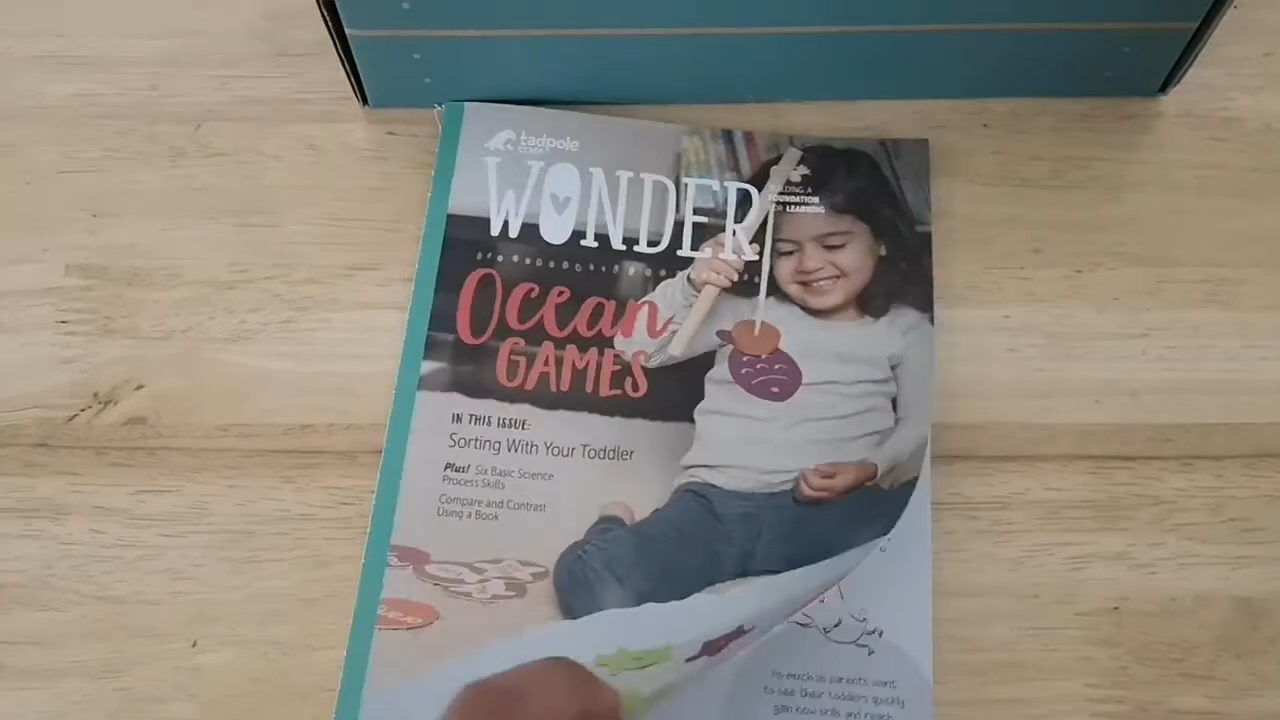 tadpole
WONDER
BUILDING A
FOUNDATION
FOR LEARNING
Ocean
GAMES
IN THIS ISSUE:
Sorting With Your Toddler
Plus! Six Basic Science
Process Skills
Compare and Contrast
Using a Book
As much as parents want
to see their toddlers quickly
gain new skills and reach